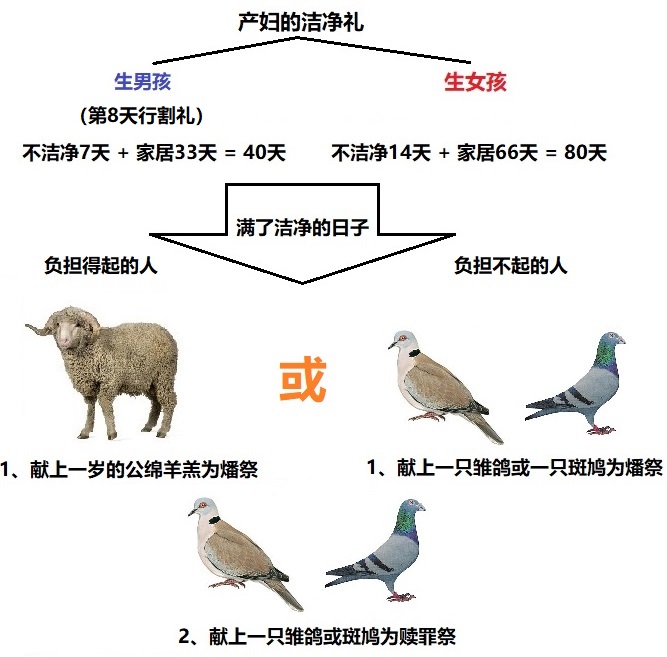 产妇的洁净礼
生男孩
生女孩
（第8天行割礼）
不洁净7天 + 家居33天 = 40天
不洁净14天 + 家居66天 = 80天
满了洁净的日子
负担得起的人
负担不起的人
或
1、献上一岁的公绵羊羔为燔祭
1、献上一只雏鸽或一只斑鸠为燔祭
2、献上一只雏鸽或斑鸠为赎罪祭